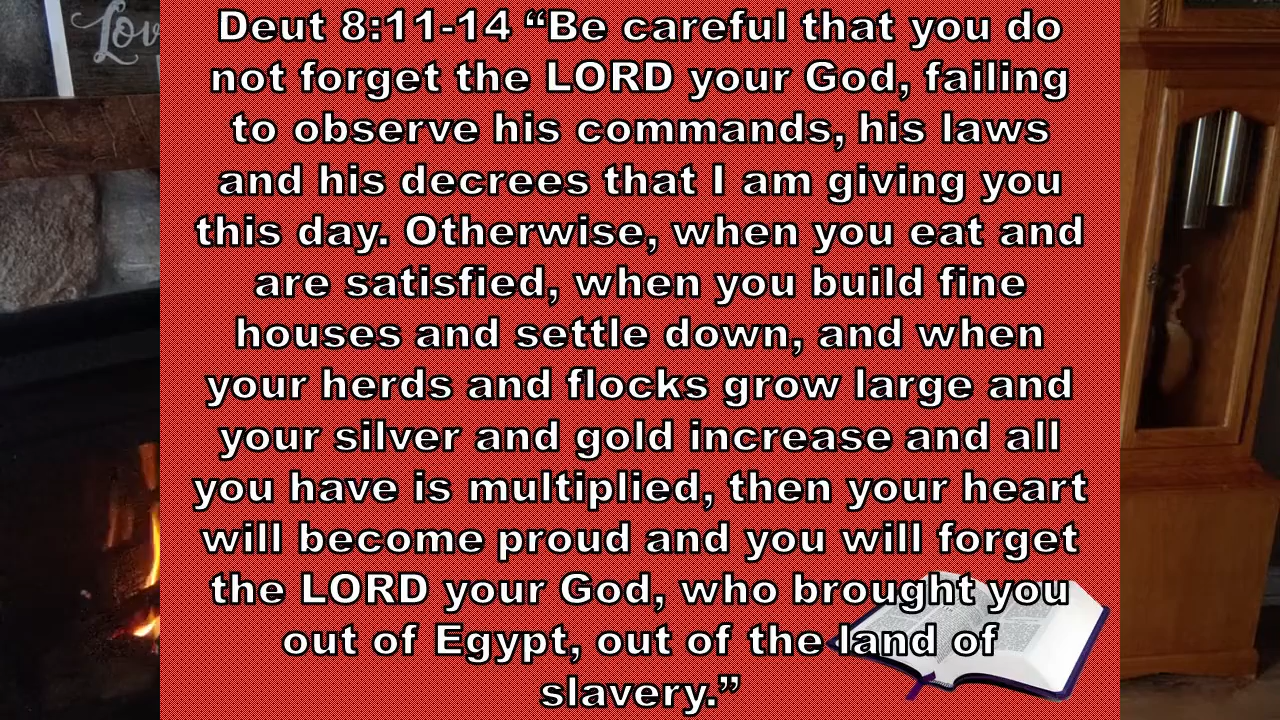 Lov
Deut 8:11-14 “Be careful that you do
not forget the LORD your God, failing
to observe his commands, his laws
and his decrees that I am giving you
this day. Otherwise, when you eat and
are satisfied, when you build fine
houses and settle down, and when
your herds and flocks grow large and
your silver and gold increase and all
you have is multiplied, then your heart
will become proud and you will forget
the LORD your God, who brought you
out of Egypt, out of the land of
slavery.”